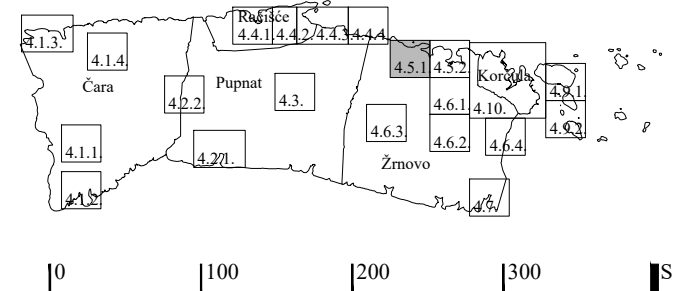 Račišće
4.1.3.
4.4.1. 4.4.2. 4.4.3. 4.4.4.
4.1.4.
4.5.1. 4.5.2. Korčula
Čara
Pupnat
4.2.2.
4.3.
4.6.1. 4.10.
4.9.1.
4.6.3.
4.9.2.
4.1.1.
4.2.1.
4.6.2.
4.6.4.
Žrnovo
4.1.2.
4.7.
0 100 200 300 S